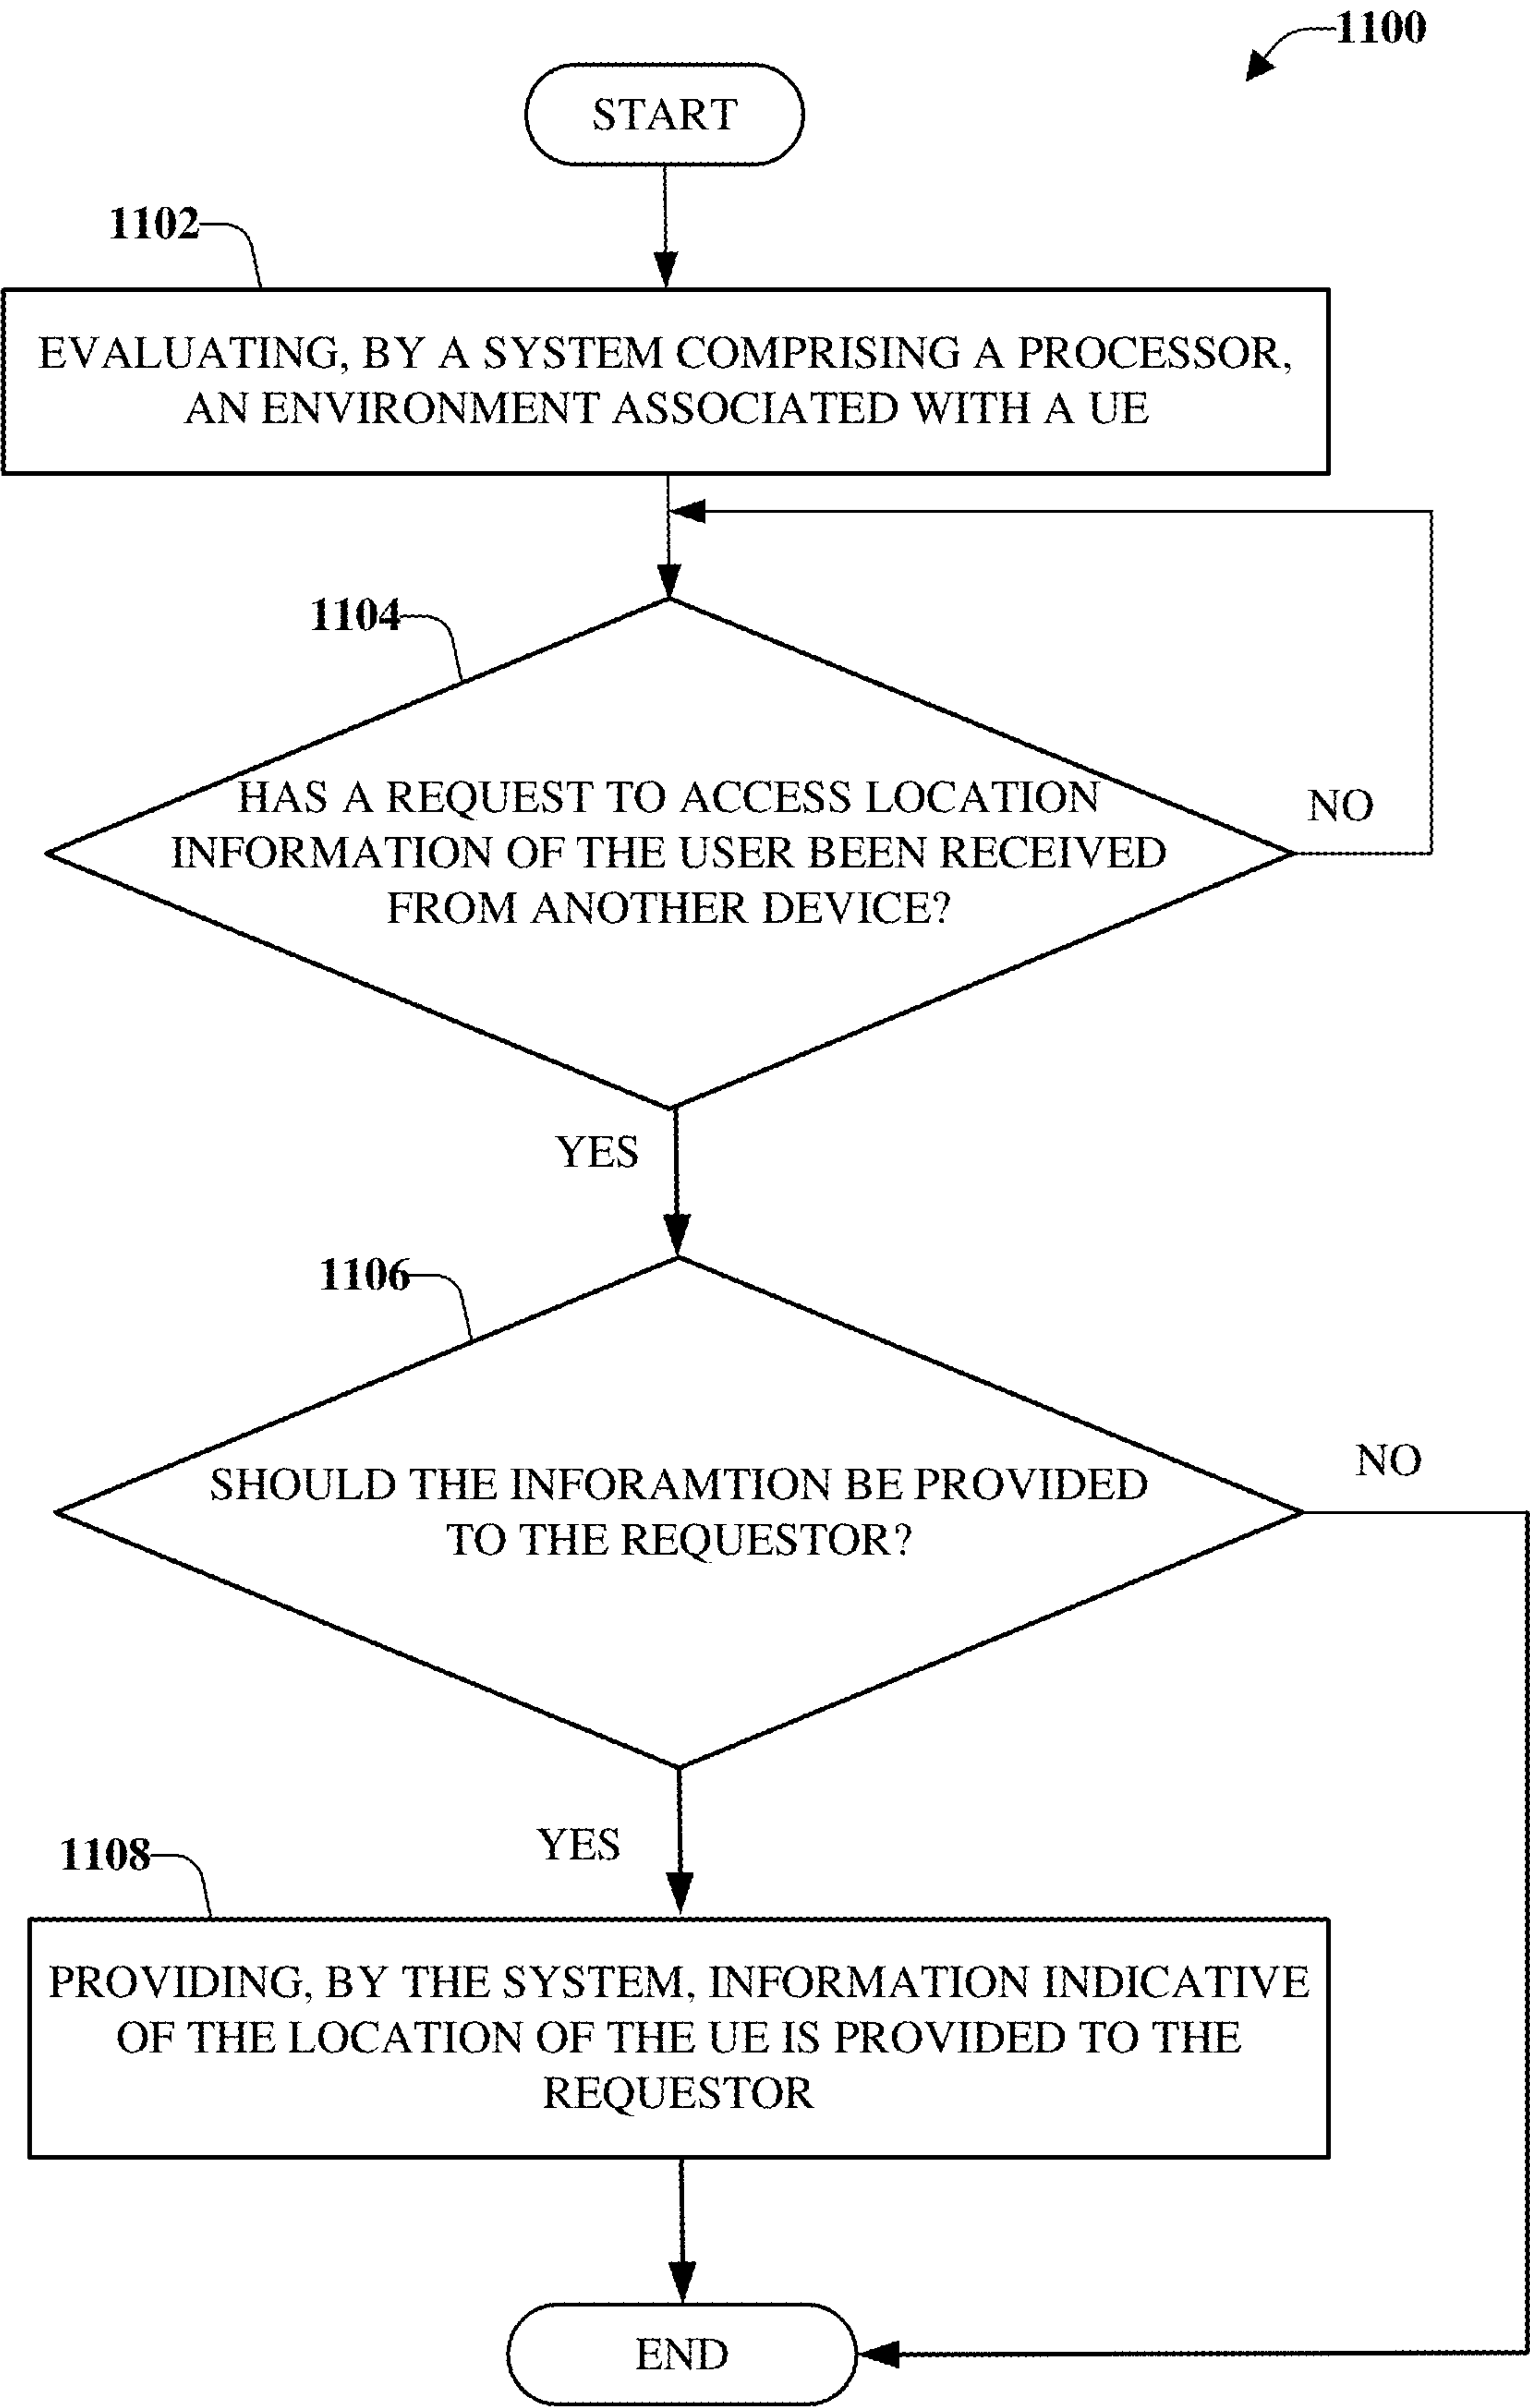 1100
START
1102
EVALUATING, BY A SYSTEM COMPRISING A PROCESSOR,
AN ENVIRONMENT ASSOCIATED WITH A UE
1104
HAS A REQUEST TO ACCESS LOCATION
INFORMATION OF THE USER BEEN RECEIVED
FROM ANOTHER DEVICE?
NO
YES
1106
SHOULD THE INFORAMTION BE PROVIDED
TO THE REQUESTOR?
NO
YES
1108
PROVIDING, BY THE SYSTEM, INFORMATION INDICATIVE
OF THE LOCATION OF THE UE IS PROVIDED TO THE
REQUESTOR
END